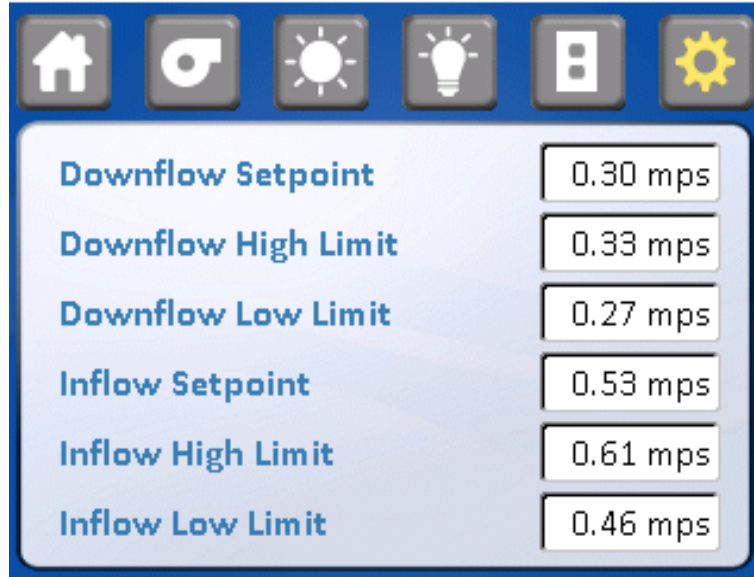 Downflow Setpoint 0.30 mps
Downflow High Limit 0.33 mps
Downflow Low Limit 0.27 mps
Inflow Setpoint 0.53 mps
Inflow High Limit 0.61 mps
Inflow Low Limit 0.46 mps